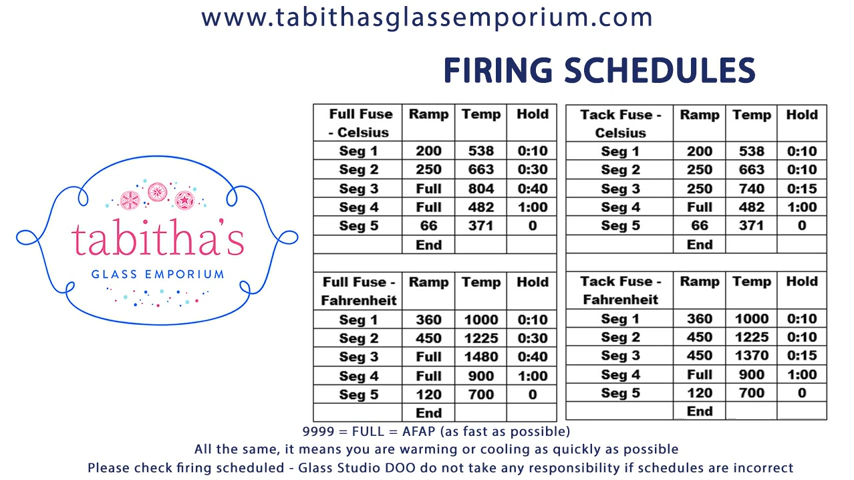 www.tabithasglassemporium.com
FIRING SCHEDULES
tabitha's
GLASS EMPORIUM
Full Fuse - Celsius Ramp Temp Hold
Seg 1 200 538 0:10
Seg 2 250 663 0:30
Seg 3 Full 804 0:40
Seg 4 Full 482 1:00
Seg 5 66 371 0
End
Full Fuse - Fahrenheit Ramp Temp Hold
Seg 1 360 1000 0:10
Seg 2 450 1225 0:30
Seg 3 Full 1480 0:40
Seg 4 Full 900 1:00
Seg 5 120 700 0
End
Tack Fuse - Celsius Ramp Temp Hold
Seg 1 200 538 0:10
Seg 2 250 663 0:10
Seg 3 250 740 0:15
Seg 4 Full 482 1:00
Seg 5 66 371 0
End
Tack Fuse - Fahrenheit Ramp Temp Hold
Seg 1 360 1000 0:10
Seg 2 450 1225 0:10
Seg 3 450 1370 0:15
Seg 4 Full 900 1:00
Seg 5 120 700 0
End
9999 = FULL = AFAP (as fast as possible)
All the same, it means you are warming or cooling as quickly as possible
Please check firing scheduled - Glass Studio DOO do not take any responsibility if schedules are incorrect